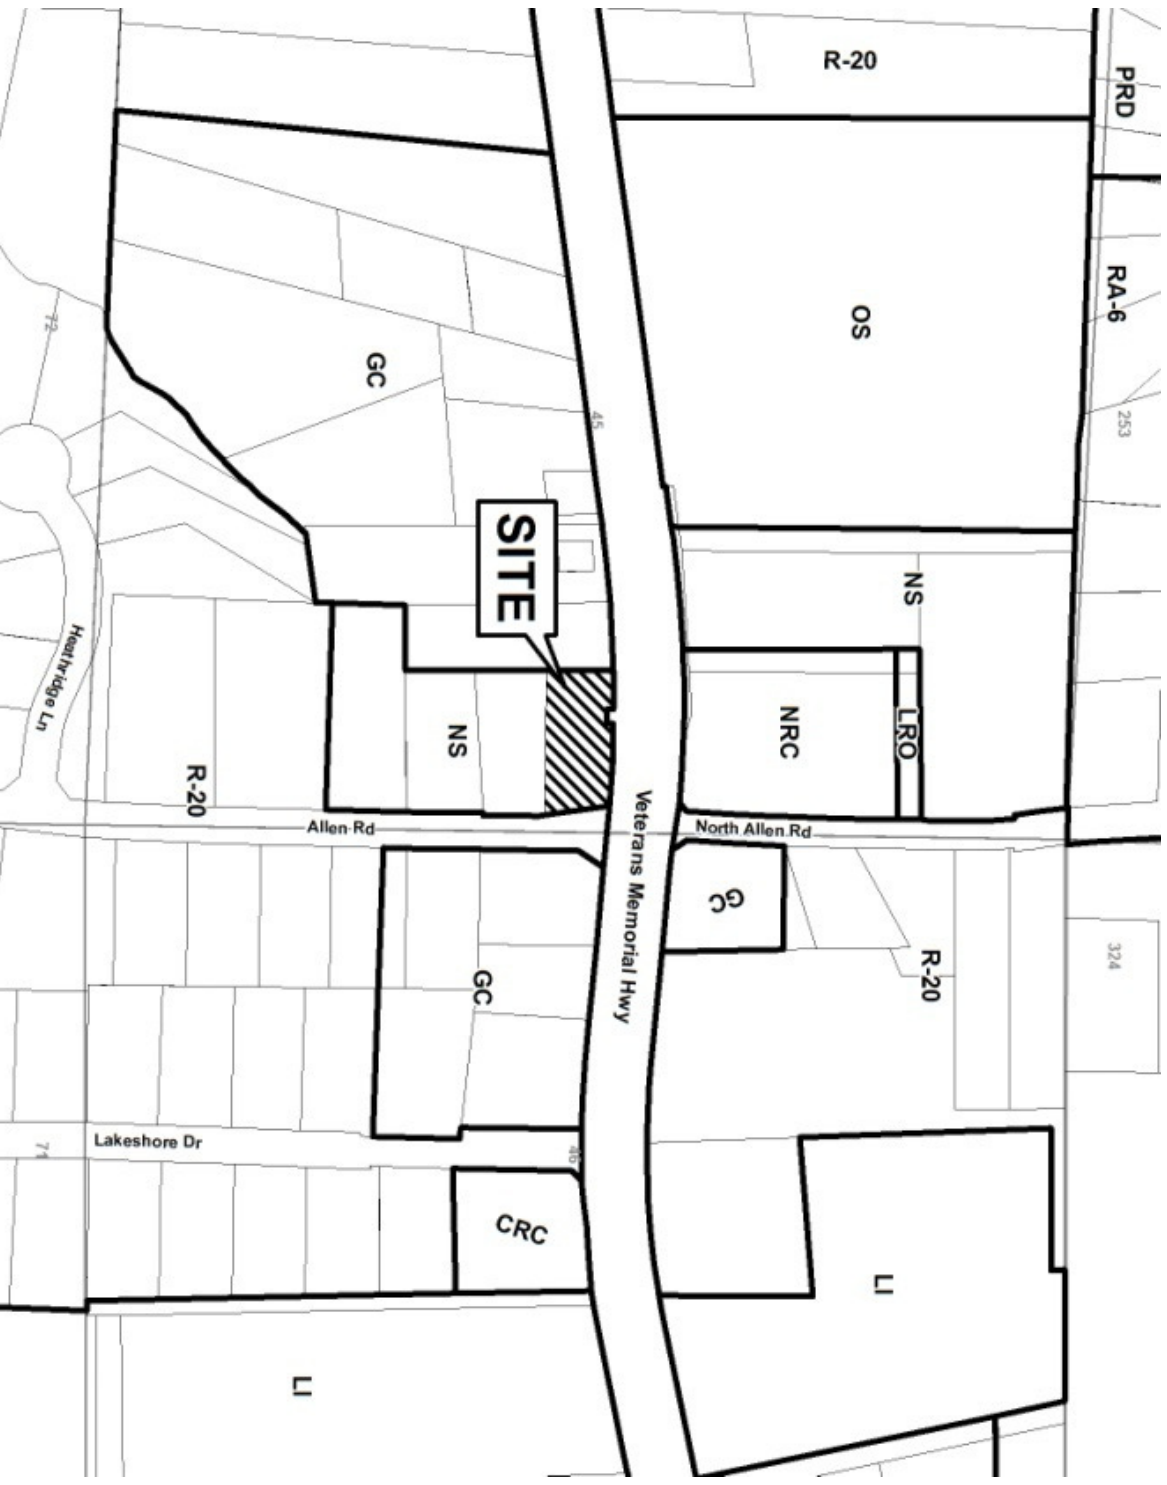 R-20
PRD
RA-6
OS
72
GC
45
253
SITE
NS
Heathridge Ln
NS
NRC
LRO
R-20
Allen Rd
Veterans Memorial Hwy
North Allen Rd
GC
GC
R-20
324
Lakeshore Dr
71
46
CRC
LI
LI